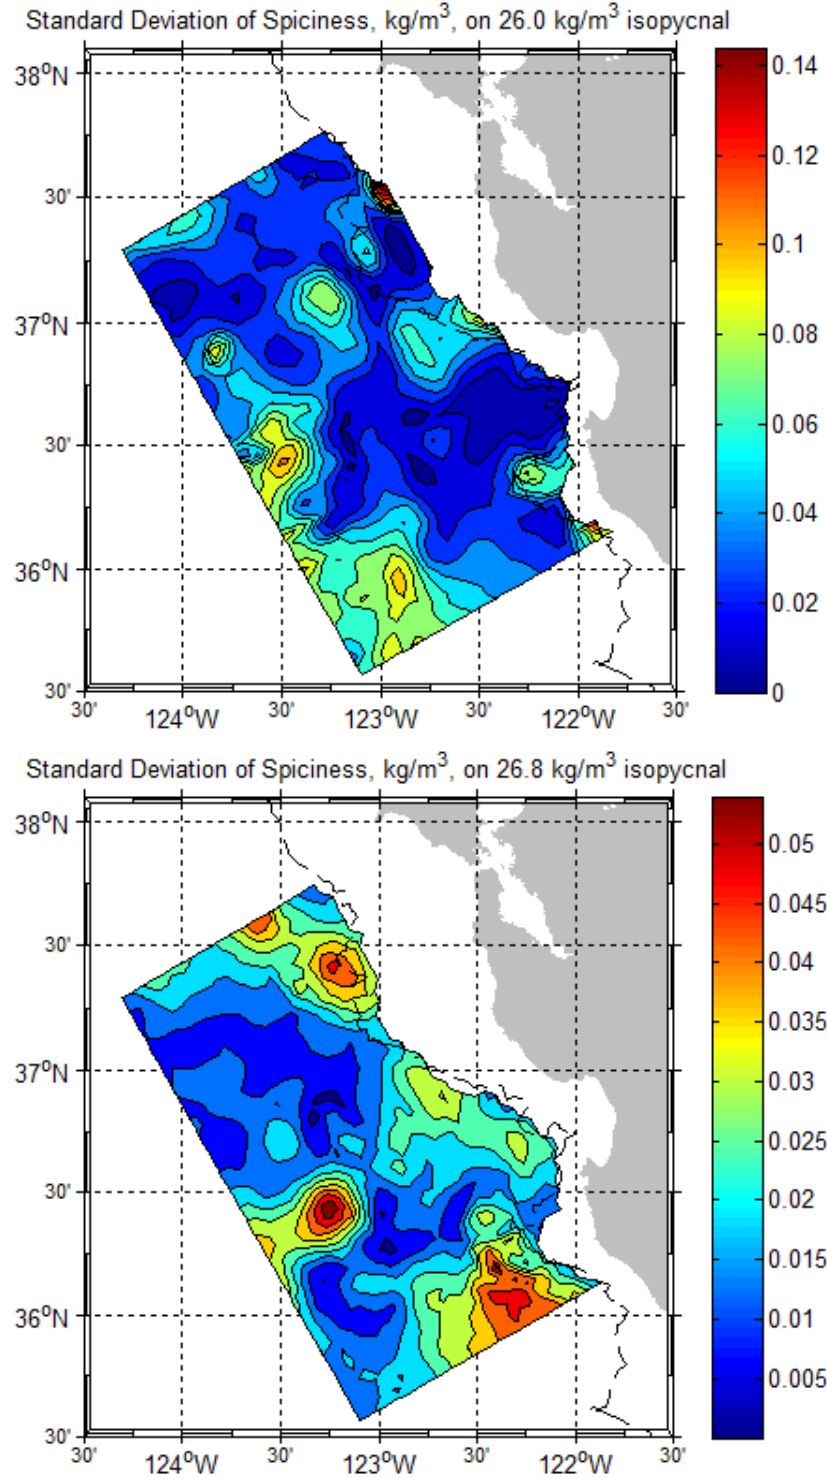 Standard Deviation of Spiciness, kg/m³, on 26.0 kg/m³ isopycnal
38°N
30'
37°N
30'
36°N
30'
30' 124°W 30' 123°W 30' 122°W 30'
0.14
0.12
0.1
0.08
0.06
0.04
0.02
0
Standard Deviation of Spiciness, kg/m³, on 26.8 kg/m³ isopycnal
38°N
30'
37°N
30'
36°N
30'
30' 124°W 30' 123°W 30' 122°W 30'
0.05
0.045
0.04
0.035
0.03
0.025
0.02
0.015
0.01
0.005